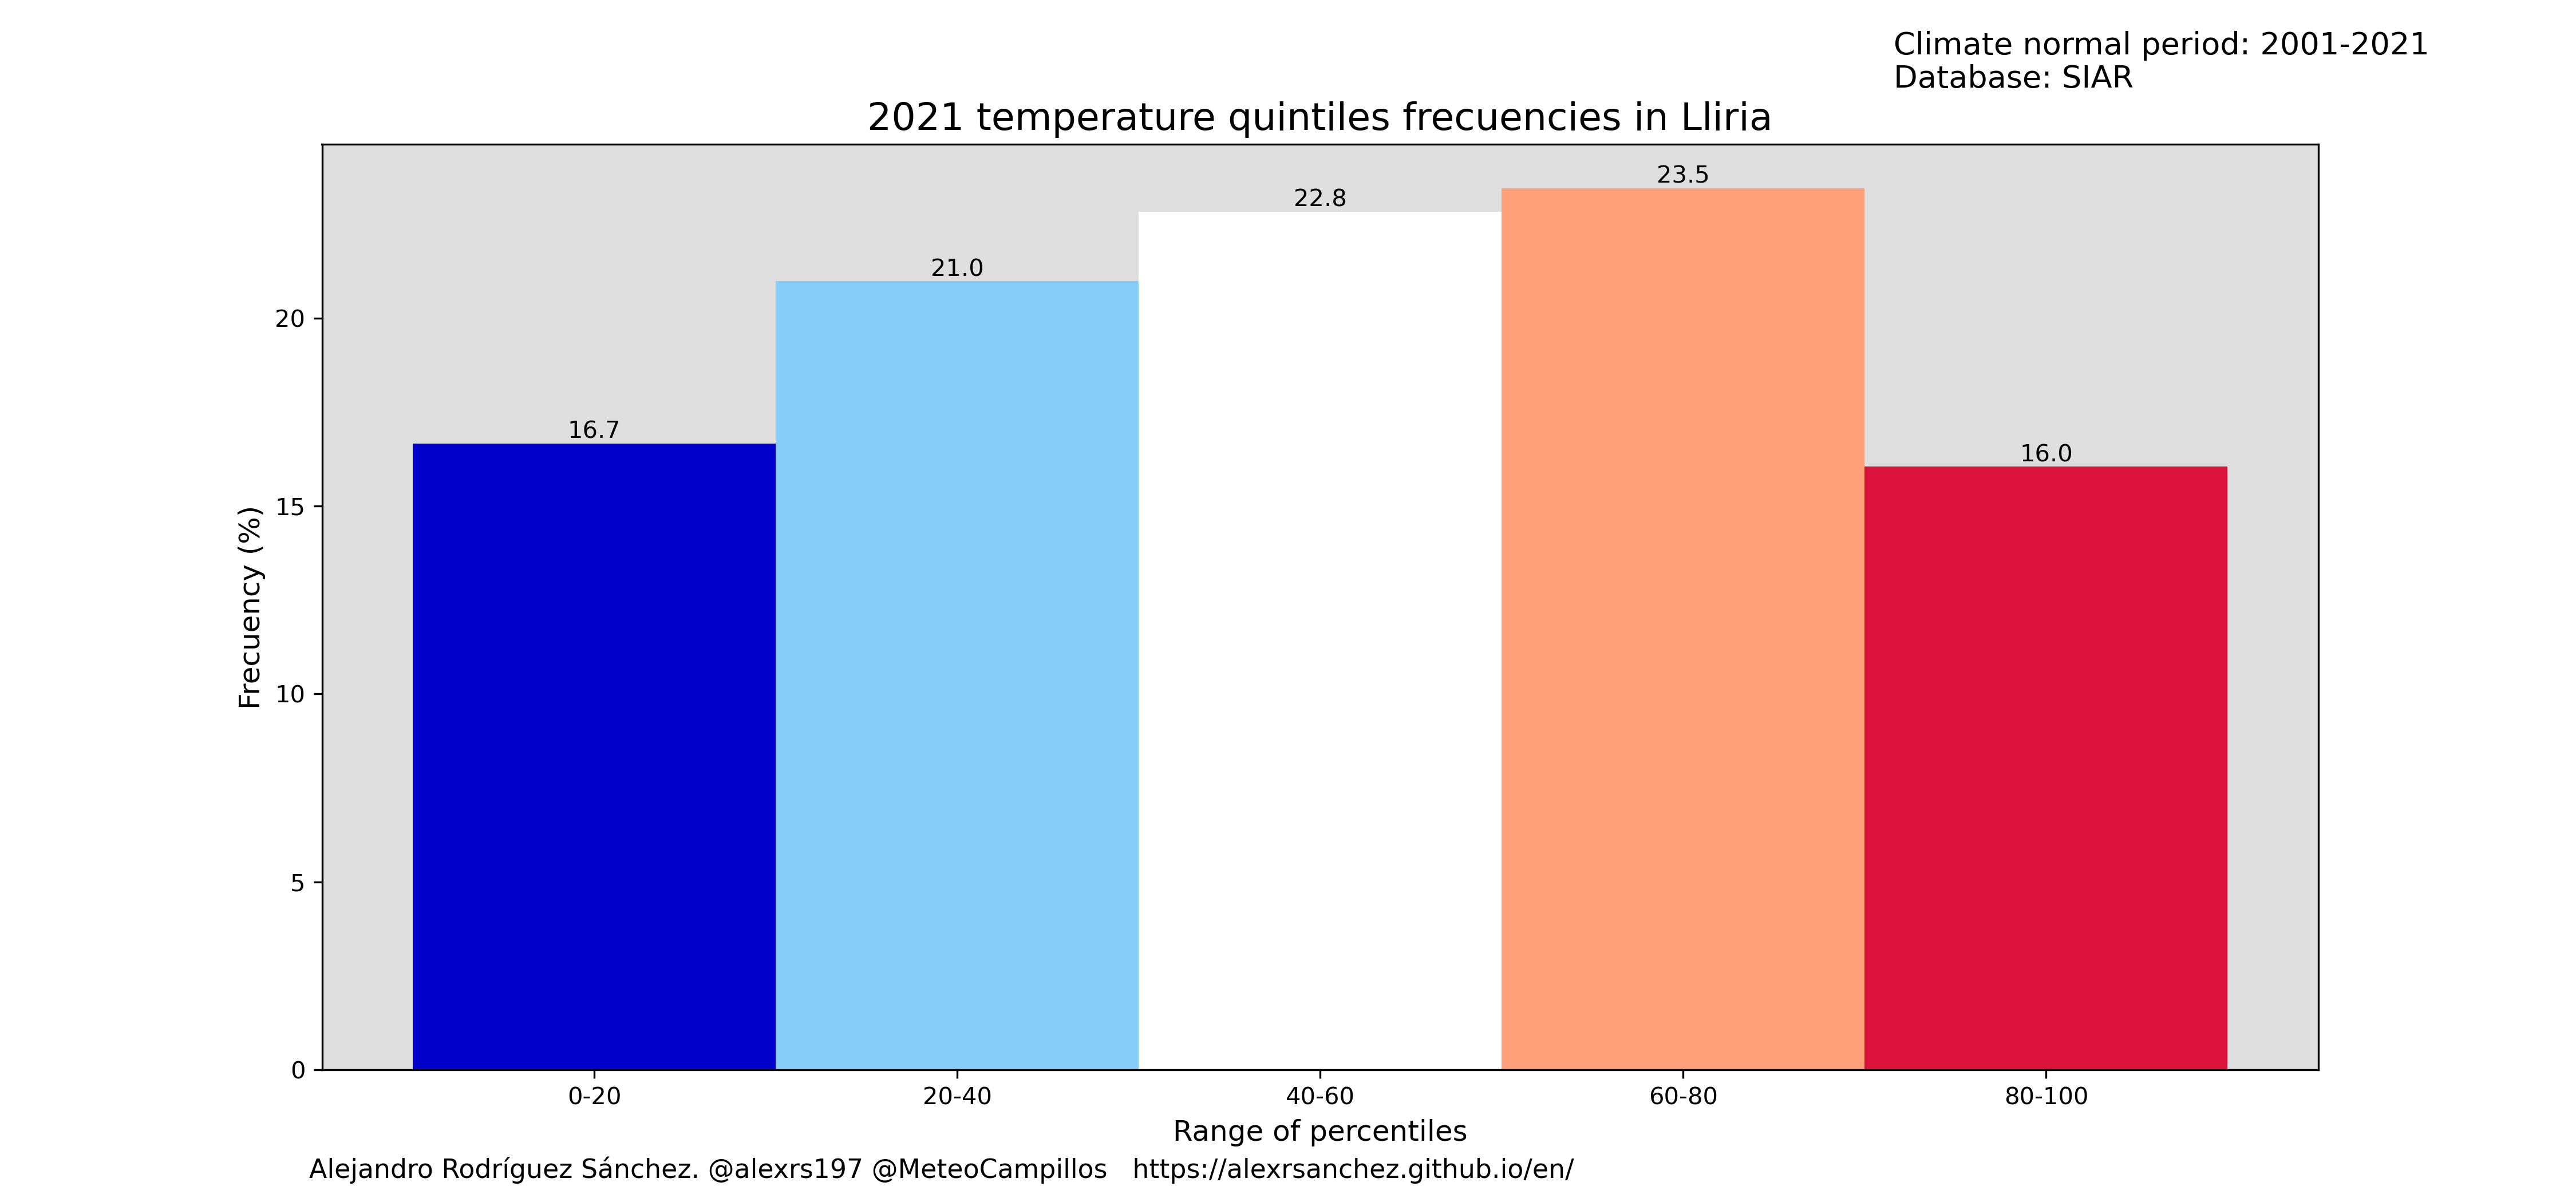 Climate normal period: 2001-2021
Database: SIAR
2021 temperature quintiles frecuencies in Lliria
23.5
22.8
21.0
20
16.7
16.0
15
Frecuency (%)
10
5
0
0-20 20-40 40-60 60-80 80-100
Range of percentiles
Alejandro Rodríguez Sánchez. @alexrs197 @MeteoCampillos https://alexrsanchez.github.io/en/